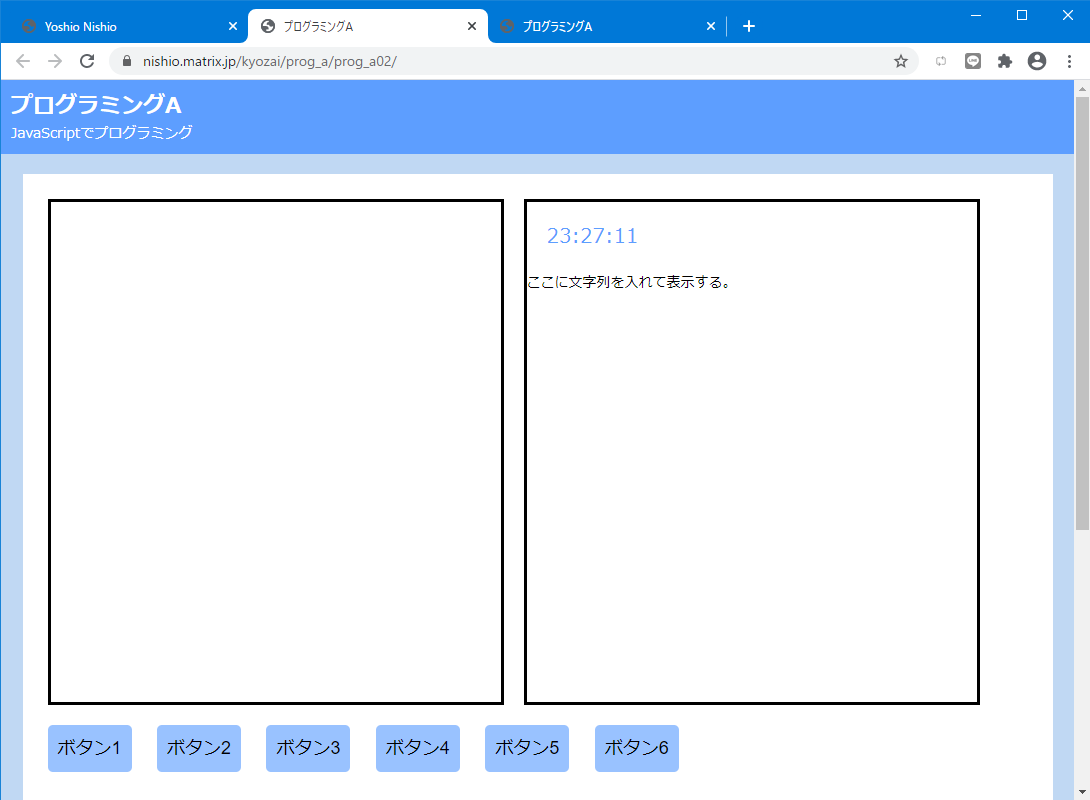 Yoshio Nishio
プログラミングA
プログラミングA
nishio.matrix.jp/kyozai/prog_a/prog_a02/
プログラミングA
JavaScriptでプログラミング
23:27:11
ここに文字列を入れて表示する。
ボタン1
ボタン2
ボタン3
ボタン4
ボタン5
ボタン6